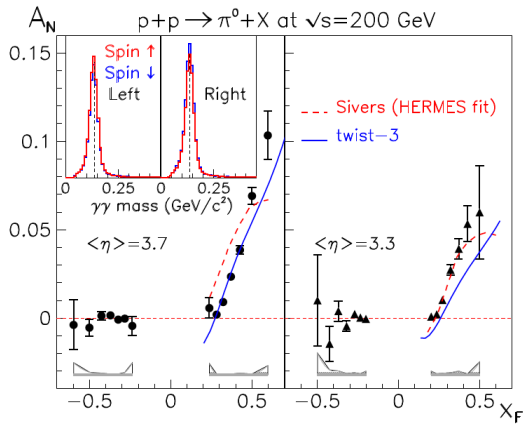 p+p → π⁰+X at √s=200 GeV
A_N
0.15
0.1
0.05
0
Spin ↑
Spin ↓
Left
Right
0 0.25 0 0.25
γγ mass (GeV/c²)
Sivers (HERMES fit)
twist-3
<η>=3.7
<η>=3.3
-0.5 0 0.5 -0.5 0 0.5
X_F